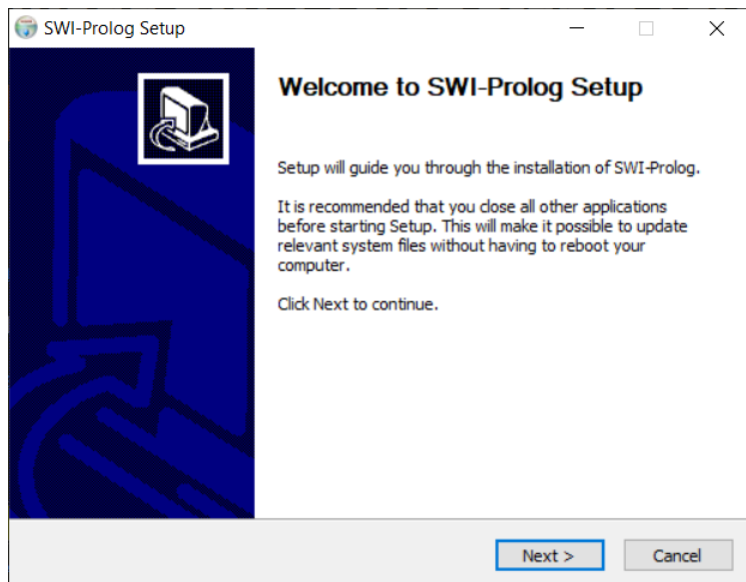 SWI-Prolog Setup
Welcome to SWI-Prolog Setup
Setup will guide you through the installation of SWI-Prolog.
It is recommended that you close all other applications
before starting Setup. This will make it possible to update
relevant system files without having to reboot your
computer.
Click Next to continue.
Next >
Cancel